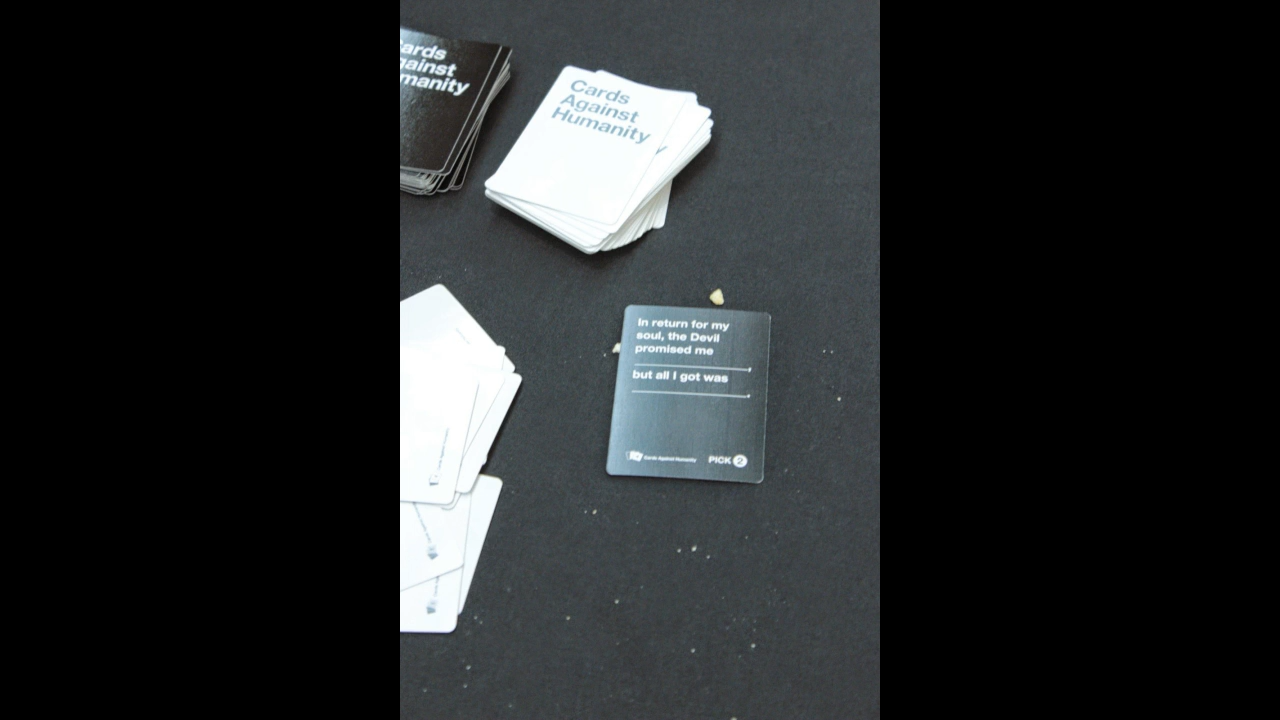 ards
gainst
manity
Cards
Against
Humanity
y
In return for my
soul, the Devil
promised me
but all I got was
Cards Against Humanity
PICK 2